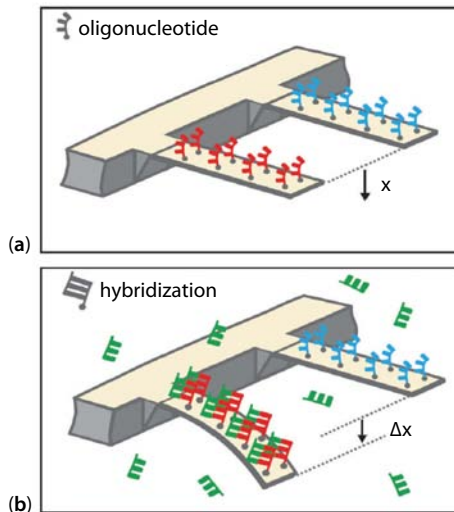 oligonucleotide
x
(a)
hybridization
Δx
(b)